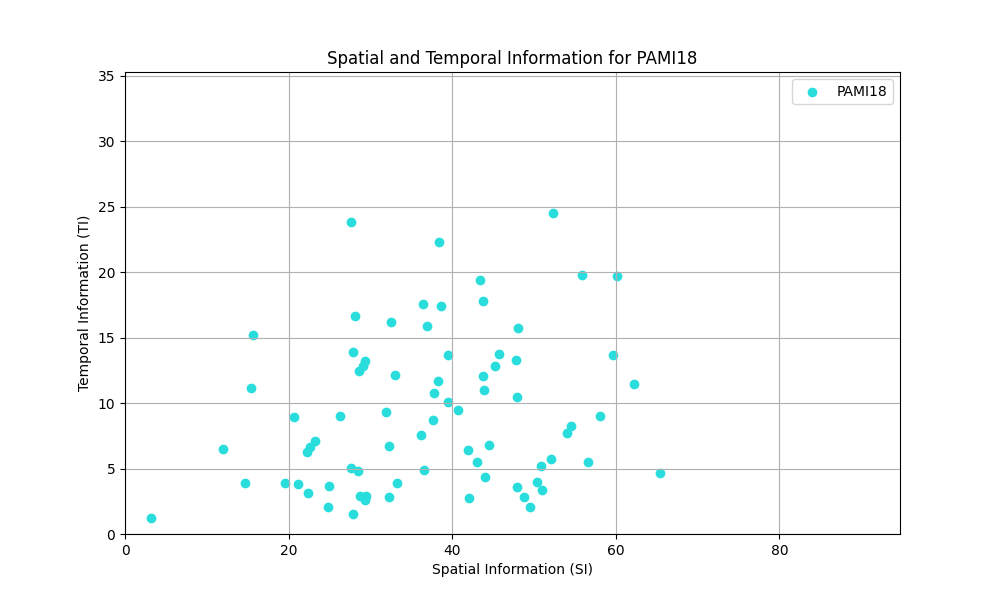 Spatial and Temporal Information for PAMI18
PAMI18
Temporal Information (TI)
35
30
25
20
15
10
5
0
0 20 40 60 80
Spatial Information (SI)